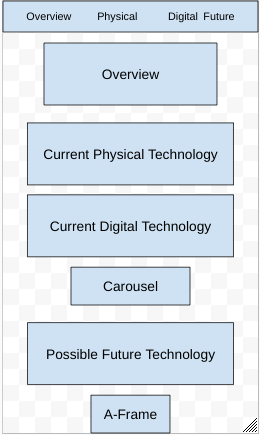 Overview Physical Digital Future
Overview
Current Physical Technology
Current Digital Technology
Carousel
Possible Future Technology
A-Frame